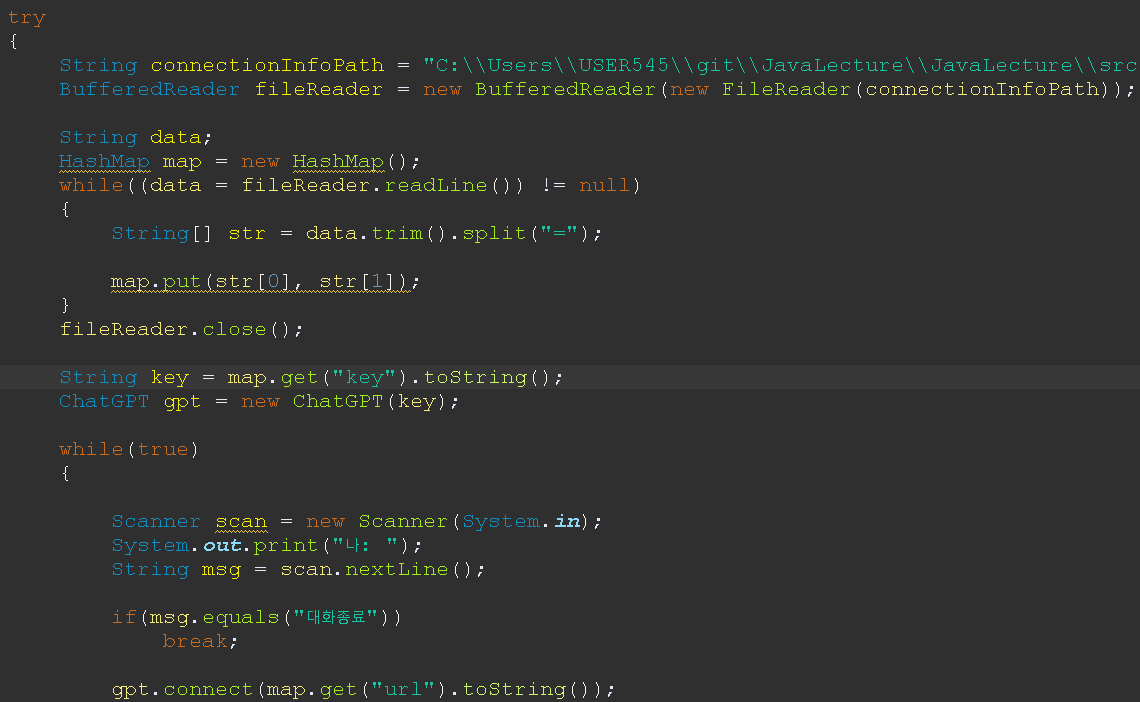 try
{
String connectionInfoPath = "C:\\Users\\USER545\\git\\JavaLecture\\JavaLecture\\src
BufferedReader fileReader = new BufferedReader(new FileReader(connectionInfoPath));
String data;
HashMap map = new HashMap();
while((data = fileReader.readLine()) != null)
{
String[] str = data.trim().split("=");
map.put(str[0], str[1]);
}
fileReader.close();
String key = map.get("key").toString();
ChatGPT gpt = new ChatGPT(key);
while(true)
{
Scanner scan = new Scanner(System.in);
System.out.print("나: ");
String msg = scan.nextLine();
if(msg.equals("대화종료"))
break;
gpt.connect(map.get("url").toString());